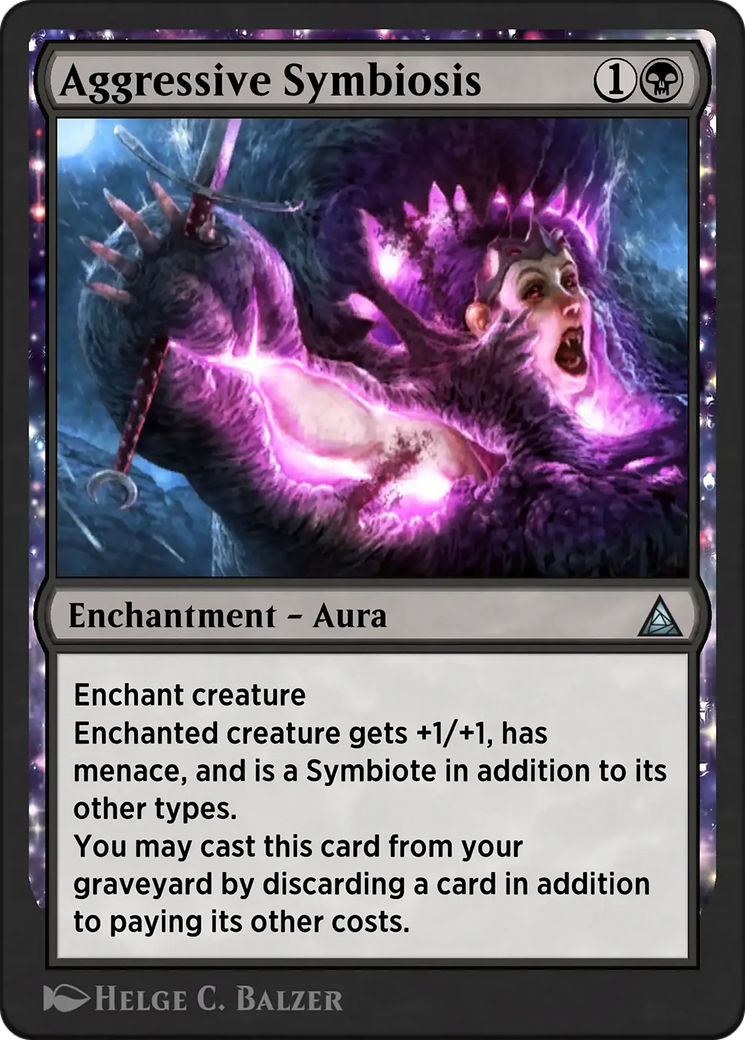 Aggressive Symbiosis 1
Enchantment – Aura
Enchant creature
Enchanted creature gets +1/+1, has
menace, and is a Symbiote in addition to its
other types.
You may cast this card from your
graveyard by discarding a card in addition
to paying its other costs.
Helge C. Balzer